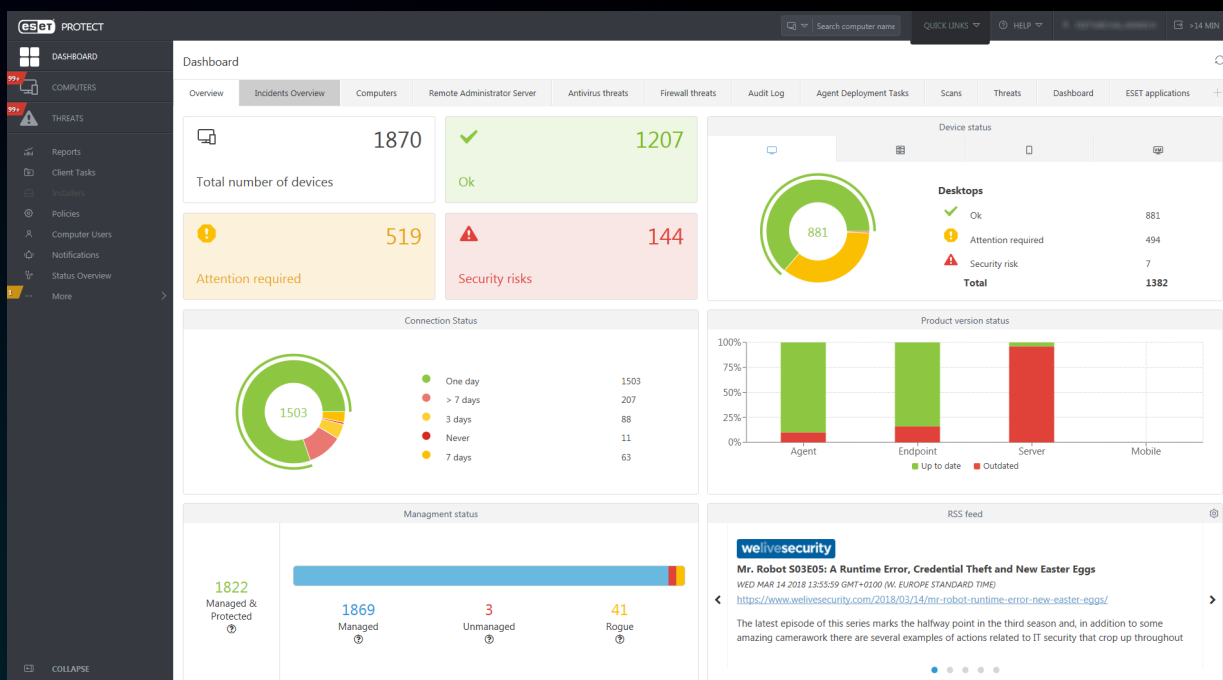 eset PROTECT
Search computer name
QUICK LINKS
HELP
>14 MIN
DASHBOARD
99+
COMPUTERS
99+
THREATS
Reports
Client Tasks
Installers
Policies
Computer Users
Notifications
Status Overview
1
More
COLLAPSE
Dashboard
Overview Incidents Overview Computers Remote Administrator Server Antivirus threats Firewall threats Audit Log Agent Deployment Tasks Scans Threats Dashboard ESET applications
1870
Total number of devices
1207
Ok
519
Attention required
144
Security risks
Device status
881
Desktops
Ok 881
Attention required 494
Security risk 7
Total 1382
Connection Status
1503
One day 1503
> 7 days 207
3 days 88
Never 11
7 days 63
Product version status
100%
75%
50%
25%
0%
Agent Endpoint Server Mobile
Up to date Outdated
Managment status
1822
Managed &
Protected
1869
Managed
3
Unmanaged
41
Rogue
RSS feed
welivesecurity
Mr. Robot S03E05: A Runtime Error, Credential Theft and New Easter Eggs
WED MAR 14 2018 13:55:59 GMT+0100 (W. EUROPE STANDARD TIME)
https://www.welivesecurity.com/2018/03/14/mr-robot-runtime-error-new-easter-eggs/
The latest episode of this series marks the halfway point in the third season and, in addition to some
amazing camerawork there are several examples of actions related to IT security that crop up throughout